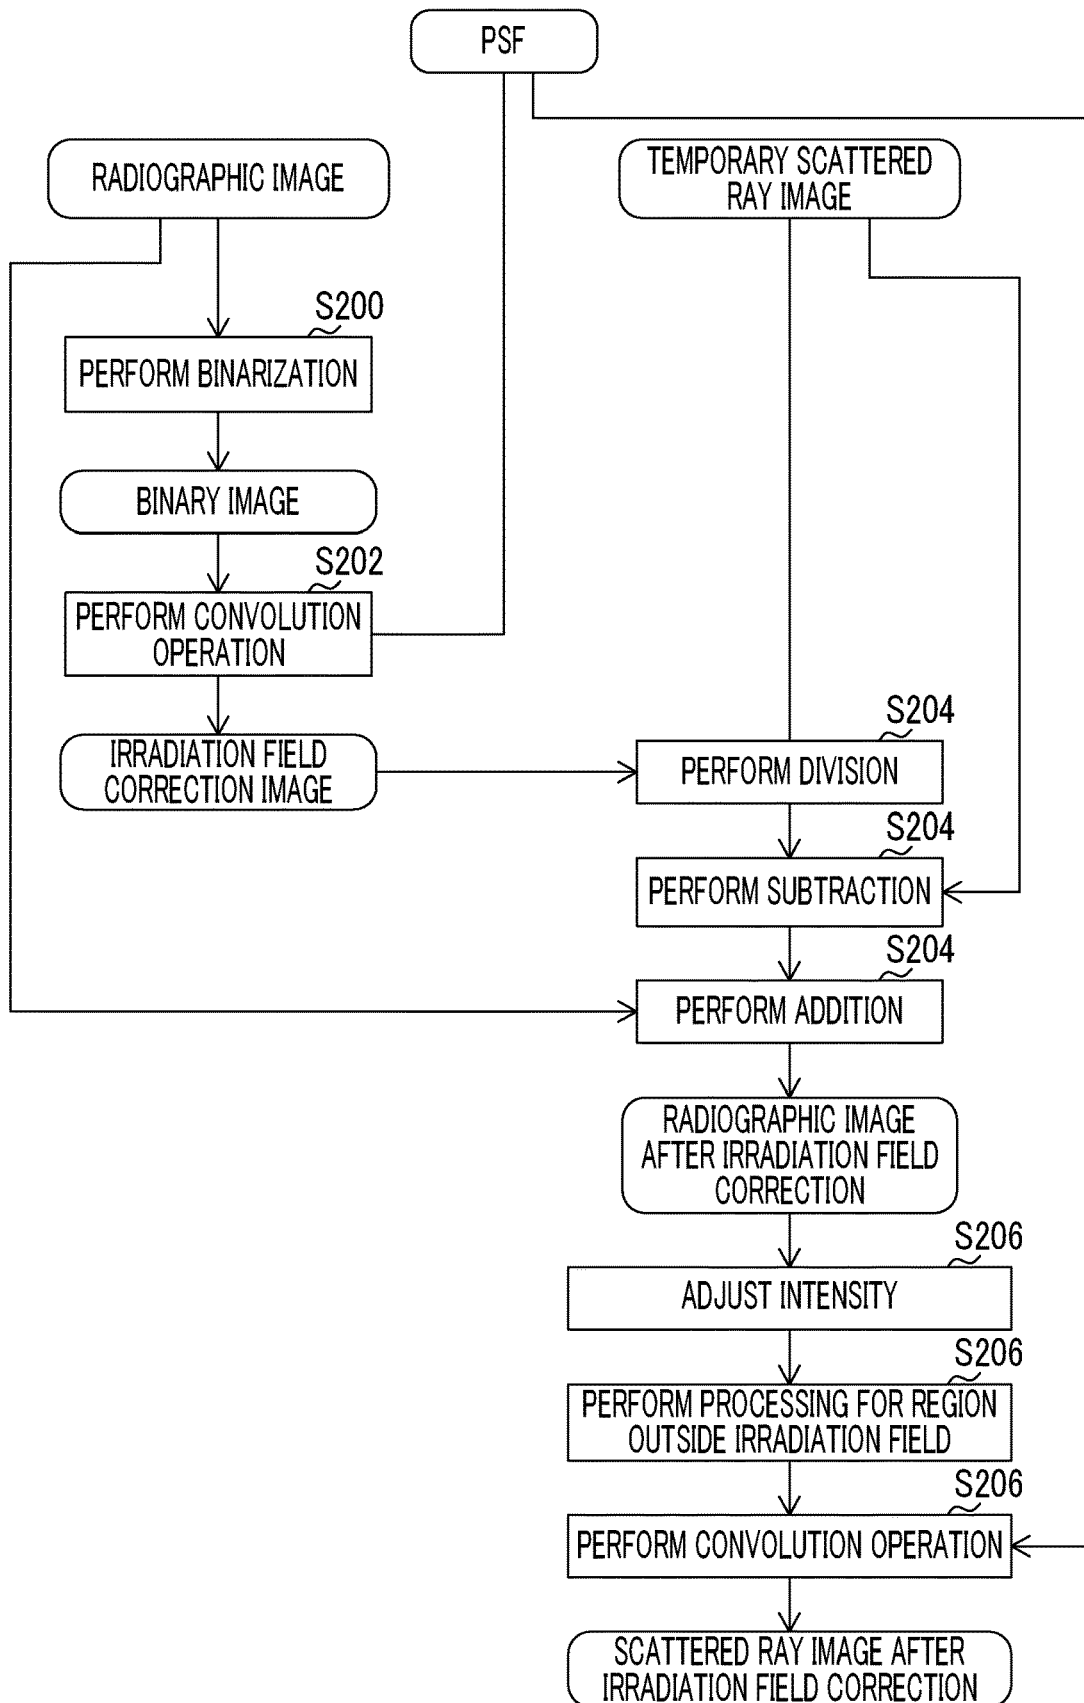 PSF
RADIOGRAPHIC IMAGE
TEMPORARY SCATTERED
RAY IMAGE
S200
PERFORM BINARIZATION
BINARY IMAGE
S202
PERFORM CONVOLUTION
OPERATION
IRRADIATION FIELD
CORRECTION IMAGE
S204
PERFORM DIVISION
S204
PERFORM SUBTRACTION
S204
PERFORM ADDITION
RADIOGRAPHIC IMAGE
AFTER IRRADIATION FIELD
CORRECTION
S206
ADJUST INTENSITY
S206
PERFORM PROCESSING FOR REGION
OUTSIDE IRRADIATION FIELD
S206
PERFORM CONVOLUTION OPERATION
SCATTERED RAY IMAGE AFTER
IRRADIATION FIELD CORRECTION